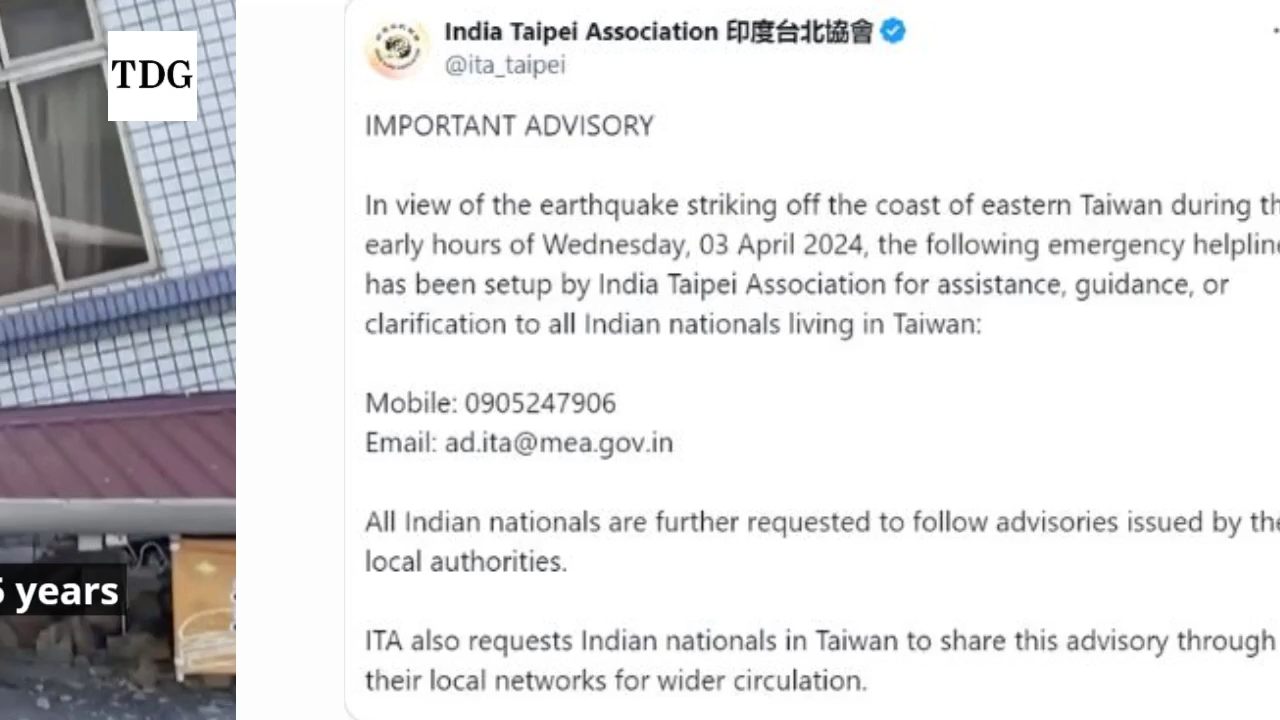 TDG
5 years
India Taipei Association 印度台北協會
@ita_taipei
IMPORTANT ADVISORY
In view of the earthquake striking off the coast of eastern Taiwan during th
early hours of Wednesday, 03 April 2024, the following emergency helpline
has been setup by India Taipei Association for assistance, guidance, or
clarification to all Indian nationals living in Taiwan:
Mobile: 0905247906
Email: ad.ita@mea.gov.in
All Indian nationals are further requested to follow advisories issued by the
local authorities.
ITA also requests Indian nationals in Taiwan to share this advisory through
their local networks for wider circulation.